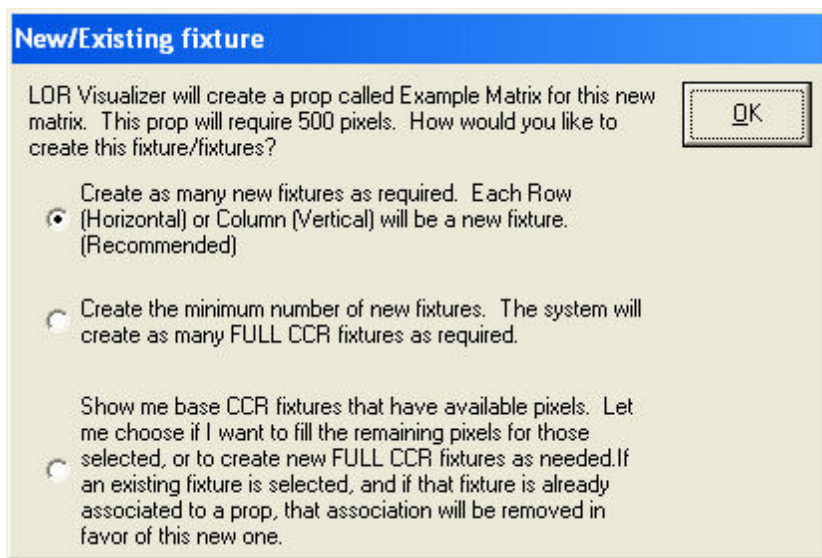 New/Existing fixture
LOR Visualizer will create a prop called Example Matrix for this new
matrix. This prop will require 500 pixels. How would you like to
create this fixture/fixtures?
OK
Create as many new fixtures as required. Each Row
(Horizontal) or Column (Vertical) will be a new fixture.
(Recommended)
Create the minimum number of new fixtures. The system will
create as many FULL CCR fixtures as required.
Show me base CCR fixtures that have available pixels. Let
me choose if I want to fill the remaining pixels for those
selected, or to create new FULL CCR fixtures as needed.If
an existing fixture is selected, and if that fixture is already
associated to a prop, that association will be removed in
favor of this new one.